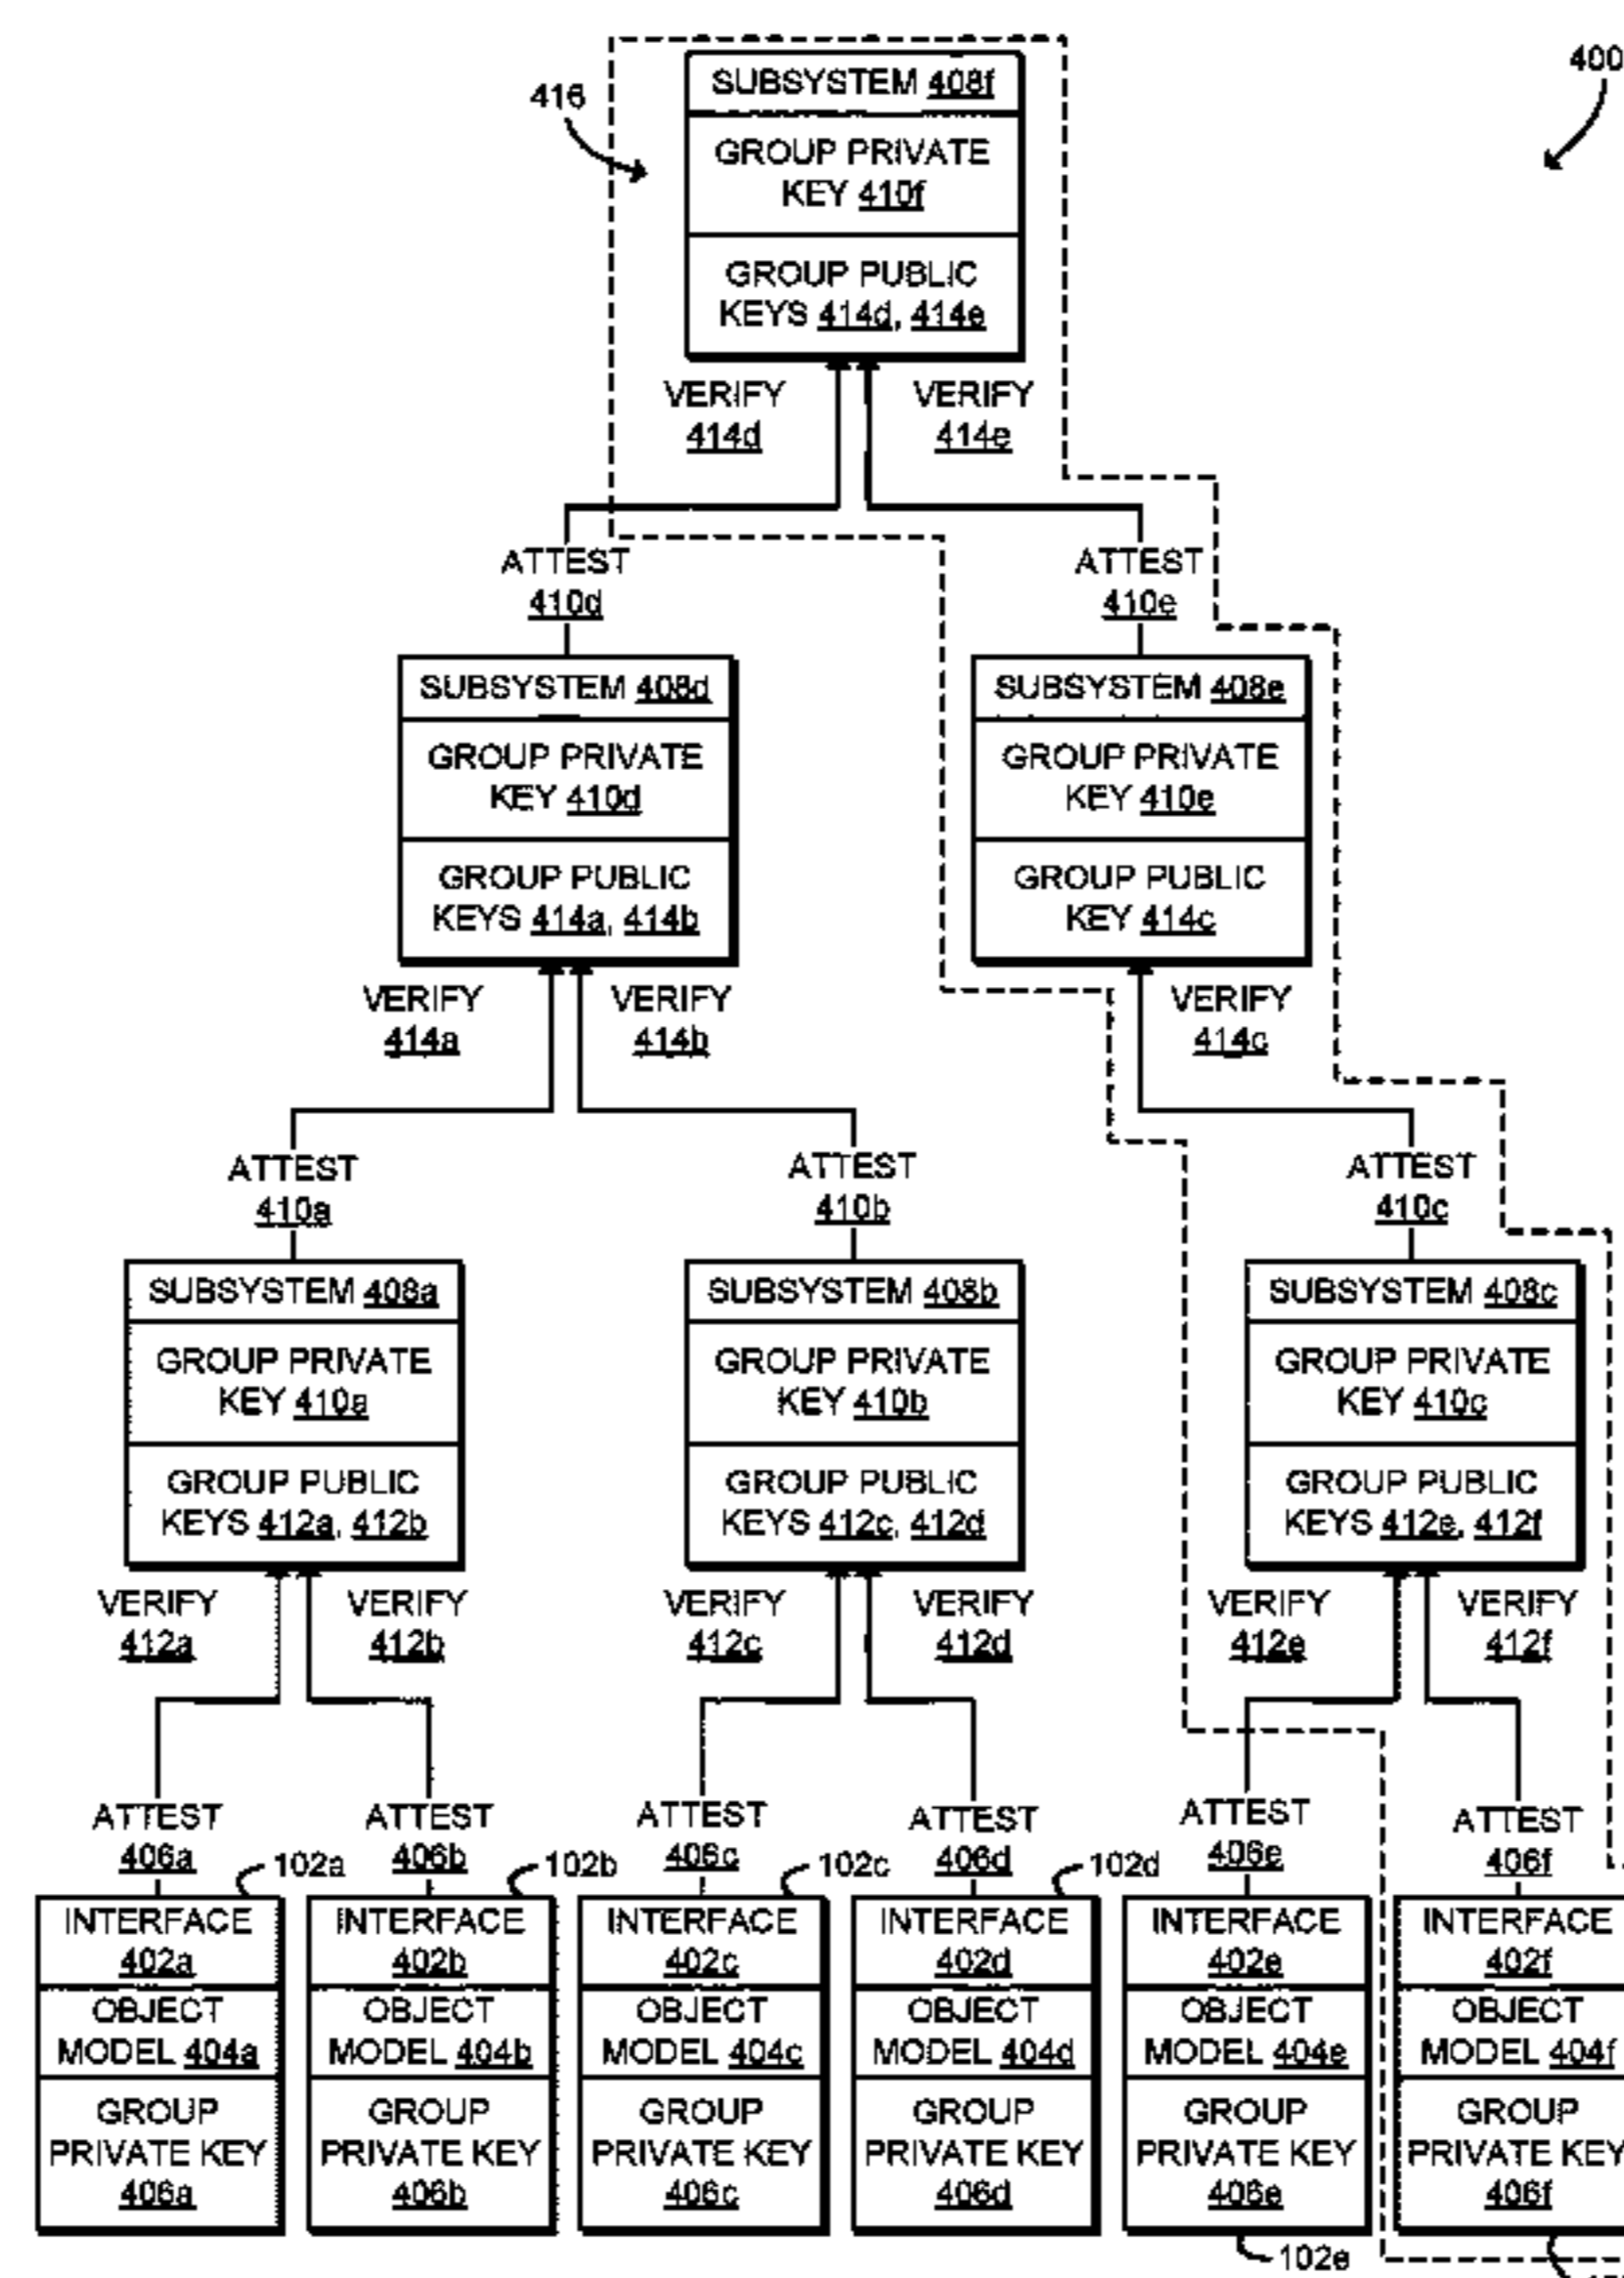 400
416
SUBSYSTEM 408f
GROUP PRIVATE
KEY 410f
GROUP PUBLIC
KEYS 414d, 414e
VERIFY
414d
VERIFY
414e
ATTEST
410d
ATTEST
410e
SUBSYSTEM 408d
GROUP PRIVATE
KEY 410d
GROUP PUBLIC
KEYS 414a, 414b
SUBSYSTEM 408e
GROUP PRIVATE
KEY 410e
GROUP PUBLIC
KEY 414c
VERIFY
414a
VERIFY
414b
VERIFY
414c
ATTEST
410a
ATTEST
410b
ATTEST
410c
SUBSYSTEM 408a
GROUP PRIVATE
KEY 410a
GROUP PUBLIC
KEYS 412a, 412b
SUBSYSTEM 408b
GROUP PRIVATE
KEY 410b
GROUP PUBLIC
KEYS 412c, 412d
SUBSYSTEM 408c
GROUP PRIVATE
KEY 410c
GROUP PUBLIC
KEYS 412e, 412f
VERIFY
412a
VERIFY
412b
VERIFY
412c
VERIFY
412d
VERIFY
412e
VERIFY
412f
ATTEST
406a
ATTEST
406b
ATTEST
406c
ATTEST
406d
ATTEST
406e
ATTEST
406f
102a
102b
102c
102d
INTERFACE
402a
OBJECT
MODEL 404a
GROUP
PRIVATE KEY
406a
INTERFACE
402b
OBJECT
MODEL 404b
GROUP
PRIVATE KEY
406b
INTERFACE
402c
OBJECT
MODEL 404c
GROUP
PRIVATE KEY
406c
INTERFACE
402d
OBJECT
MODEL 404d
GROUP
PRIVATE KEY
406d
INTERFACE
402e
OBJECT
MODEL 404e
GROUP
PRIVATE KEY
406e
INTERFACE
402f
OBJECT
MODEL 404f
GROUP
PRIVATE KEY
406f
102e